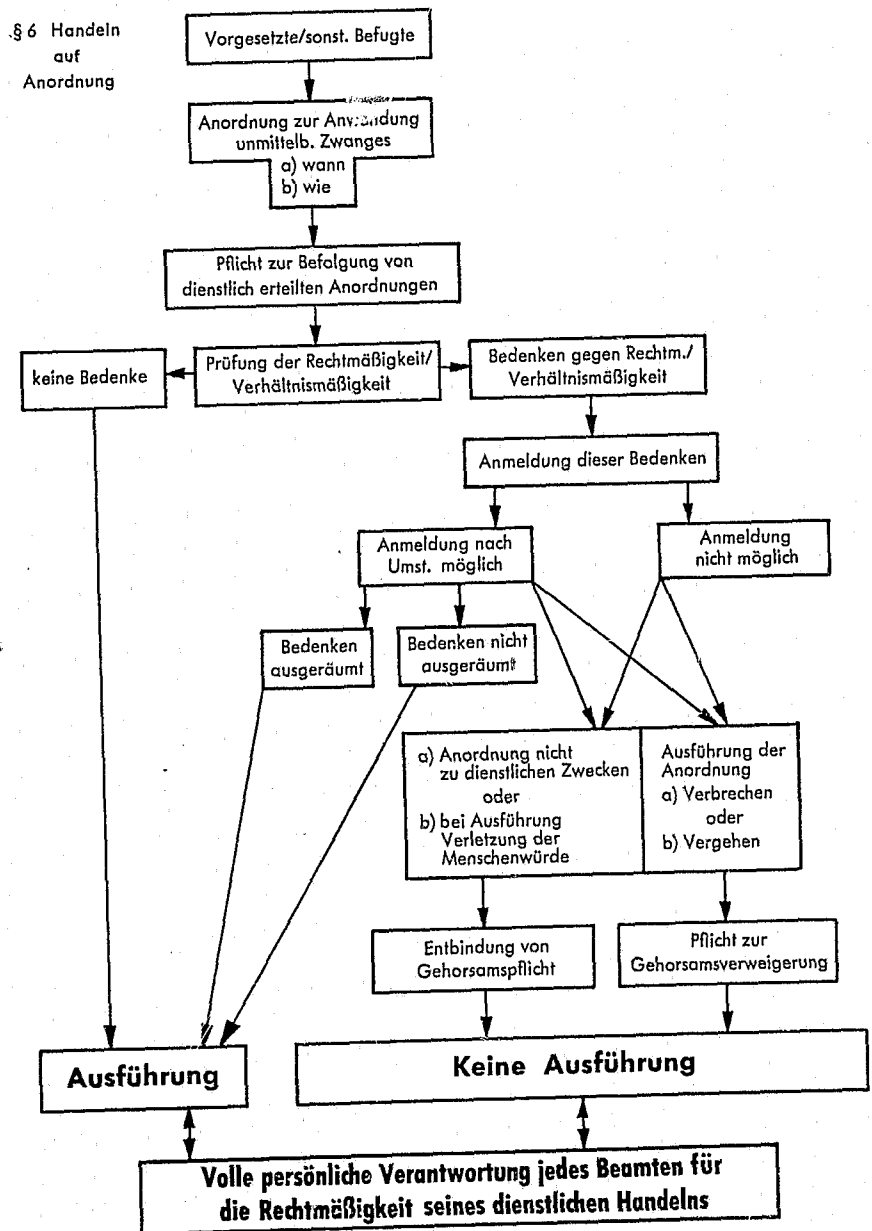 § 6 Handeln
auf
Anordnung
Vorgesetzte/sonst. Befugte
Anordnung zur Anwendung
unmittelb. Zwanges
a) wann
b) wie
Pflicht zur Befolgung von
dienstlich erteilten Anordnungen
keine Bedenke
Prüfung der Rechtmäßigkeit/
Verhältnismäßigkeit
Bedenken gegen Rechtm./
Verhältnismäßigkeit
Anmeldung dieser Bedenken
Anmeldung nach
Umst. möglich
Anmeldung
nicht möglich
Bedenken
ausgeräumt
Bedenken nicht
ausgeräumt
a) Anordnung nicht
zu dienstlichen Zwecken
oder
b) bei Ausführung
Verletzung der
Menschenwürde
Ausführung der
Anordnung
a) Verbrechen
oder
b) Vergehen
Entbindung von
Gehorsamspflicht
Pflicht zur
Gehorsamsverweigerung
Ausführung
Keine Ausführung
Volle persönliche Verantwortung jedes Beamten für
die Rechtmäßigkeit seines dienstlichen Handelns